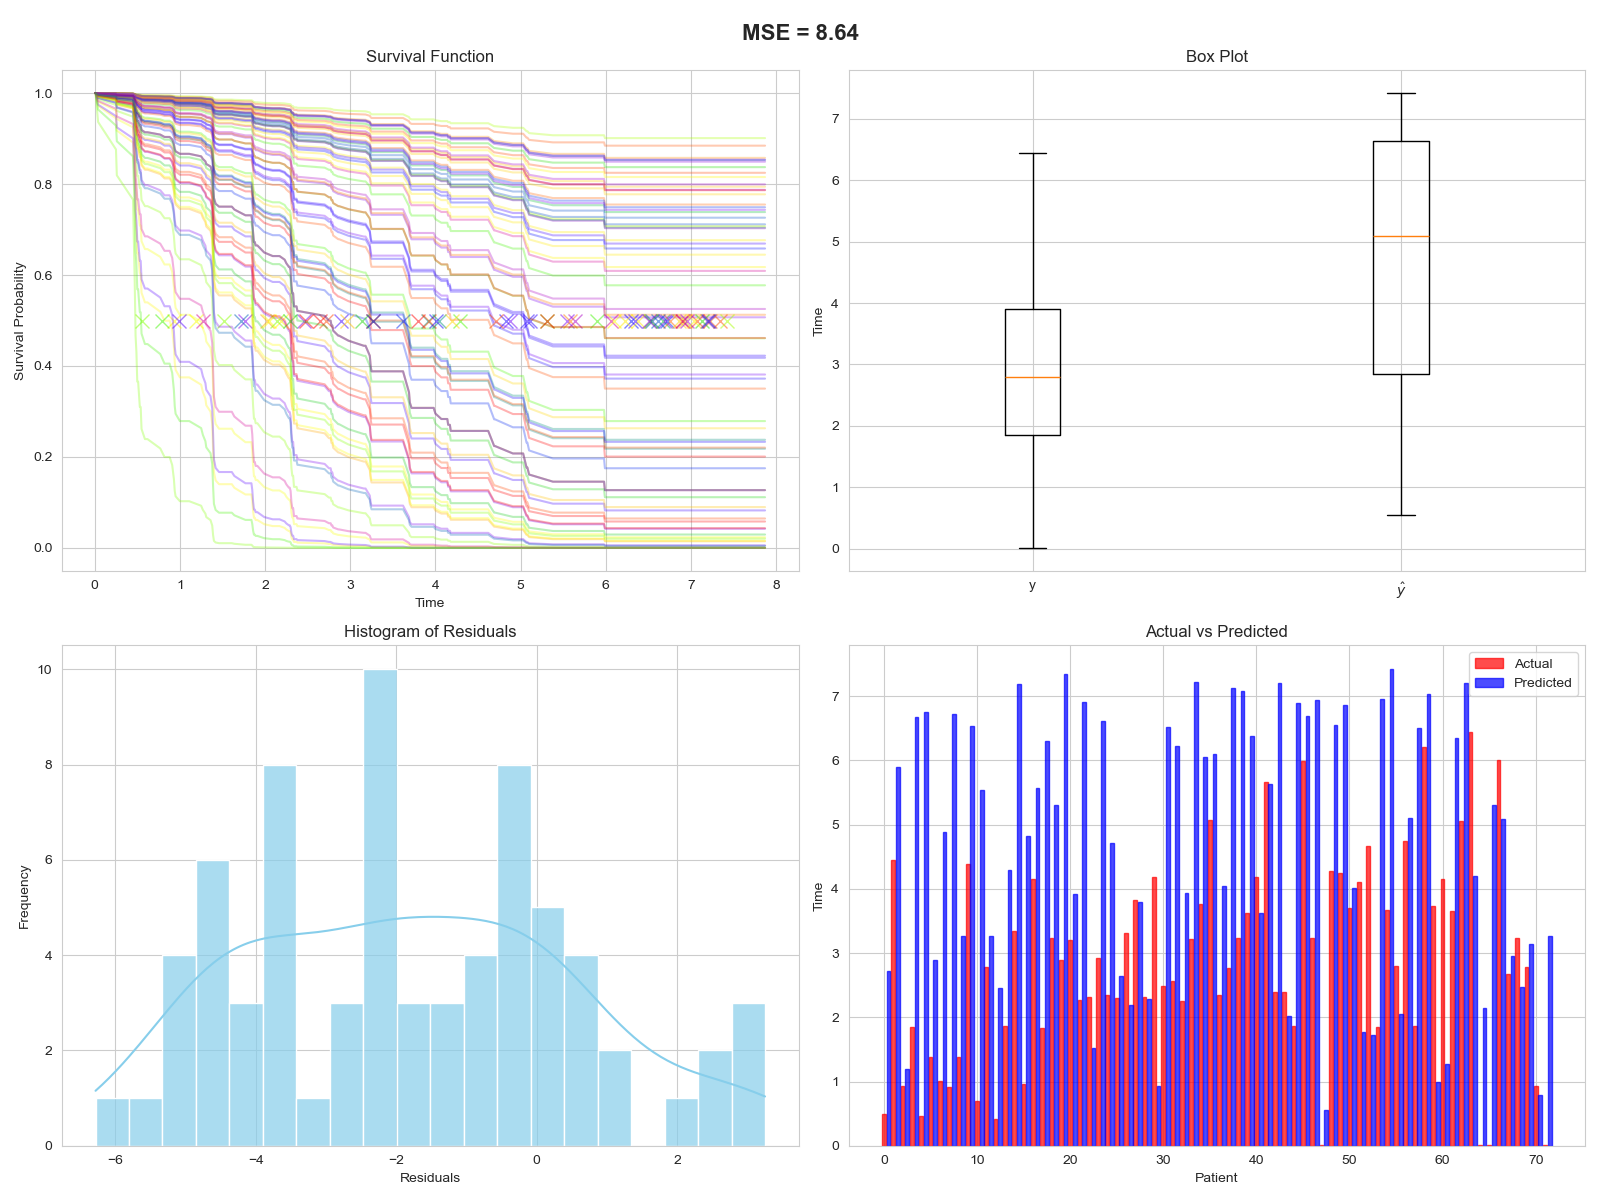 MSE = 8.64
Survival Function
Survival Probability
1.0
0.8
0.6
0.4
0.2
0.0
0 1 2 3 4 5 6 7 8
Time
Box Plot
Time
7
6
5
4
3
2
1
0
y ŷ
Histogram of Residuals
Frequency
10
8
6
4
2
0
−6 −4 −2 0 2
Residuals
Actual vs Predicted
Actual
Predicted
Time
7
6
5
4
3
2
1
0
0 10 20 30 40 50 60 70
Patient